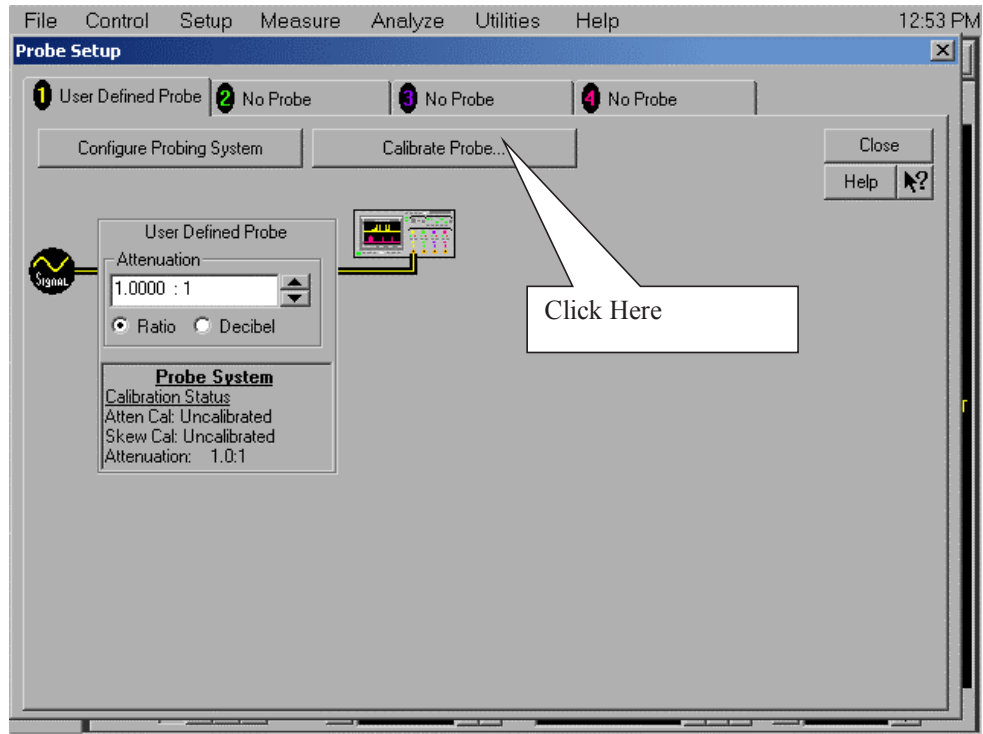 File Control Setup Measure Analyze Utilities Help 12:53 PM
Probe Setup
1 User Defined Probe 2 No Probe 3 No Probe 4 No Probe
Configure Probing System Calibrate Probe... Close
Help ?
User Defined Probe
Attenuation
Signal
1.0000 : 1
Ratio Decibel
Click Here
Probe System
Calibration Status
Atten Cal: Uncalibrated
Skew Cal: Uncalibrated
Attenuation: 1.0:1